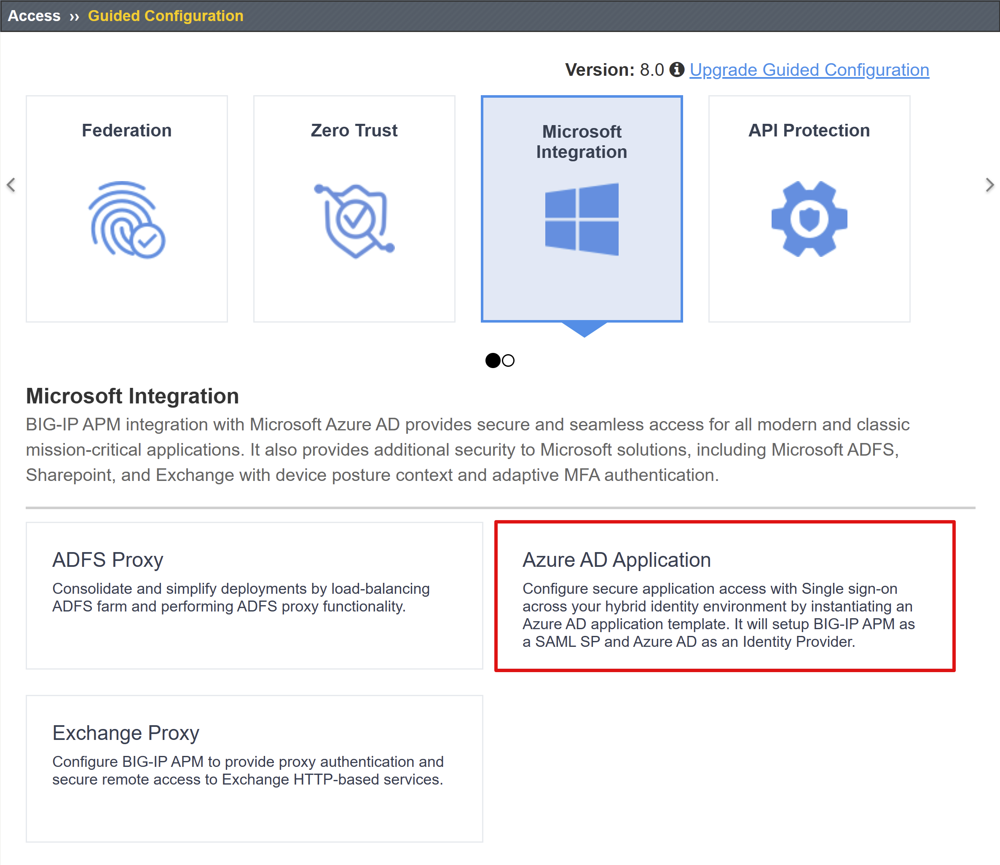 Access ›› Guided Configuration
Version: 8.0 Upgrade Guided Configuration
Federation
Zero Trust
Microsoft
Integration
API Protection
Microsoft Integration
BIG-IP APM integration with Microsoft Azure AD provides secure and seamless access for all modern and classic
mission-critical applications. It also provides additional security to Microsoft solutions, including Microsoft ADFS,
Sharepoint, and Exchange with device posture context and adaptive MFA authentication.
ADFS Proxy
Consolidate and simplify deployments by load-balancing
ADFS farm and performing ADFS proxy functionality.
Azure AD Application
Configure secure application access with Single sign-on
across your hybrid identity environment by instantiating an
Azure AD application template. It will setup BIG-IP APM as
a SAML SP and Azure AD as an Identity Provider.
Exchange Proxy
Configure BIG-IP APM to provide proxy authentication and
secure remote access to Exchange HTTP-based services.